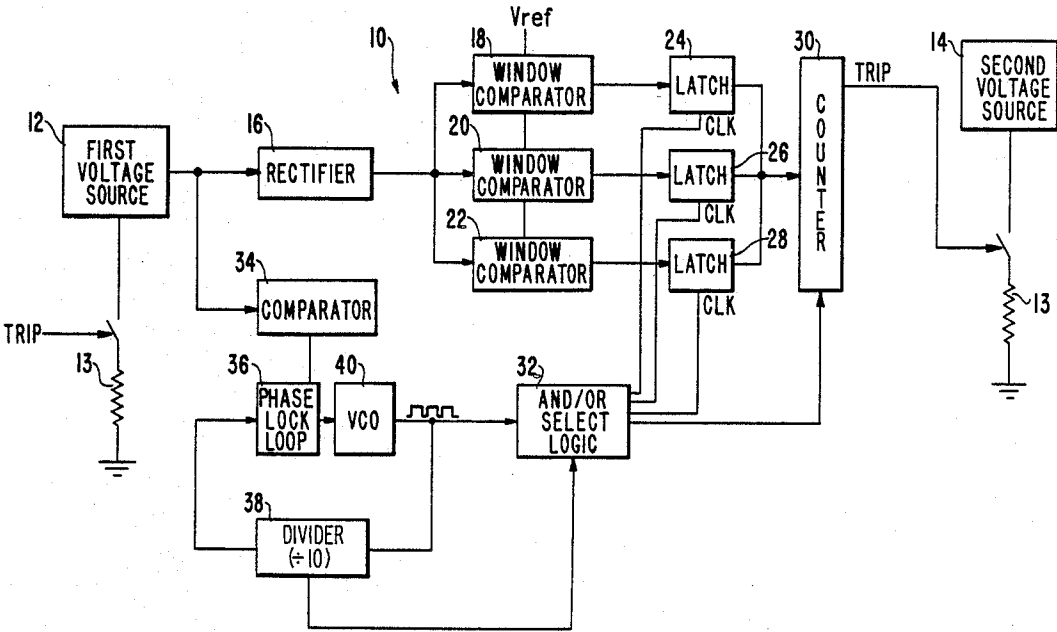 Vref
10
18
WINDOW
COMPARATOR
24
LATCH
CLK
30
COUNTER
TRIP
14
SECOND
VOLTAGE
SOURCE
12
FIRST
VOLTAGE
SOURCE
16
RECTIFIER
20
WINDOW
COMPARATOR
26
LATCH
CLK
22
WINDOW
COMPARATOR
28
LATCH
CLK
34
COMPARATOR
TRIP
13
13
36
PHASE
LOCK
LOOP
40
VCO
32
AND/OR
SELECT
LOGIC
38
DIVIDER
(÷10)